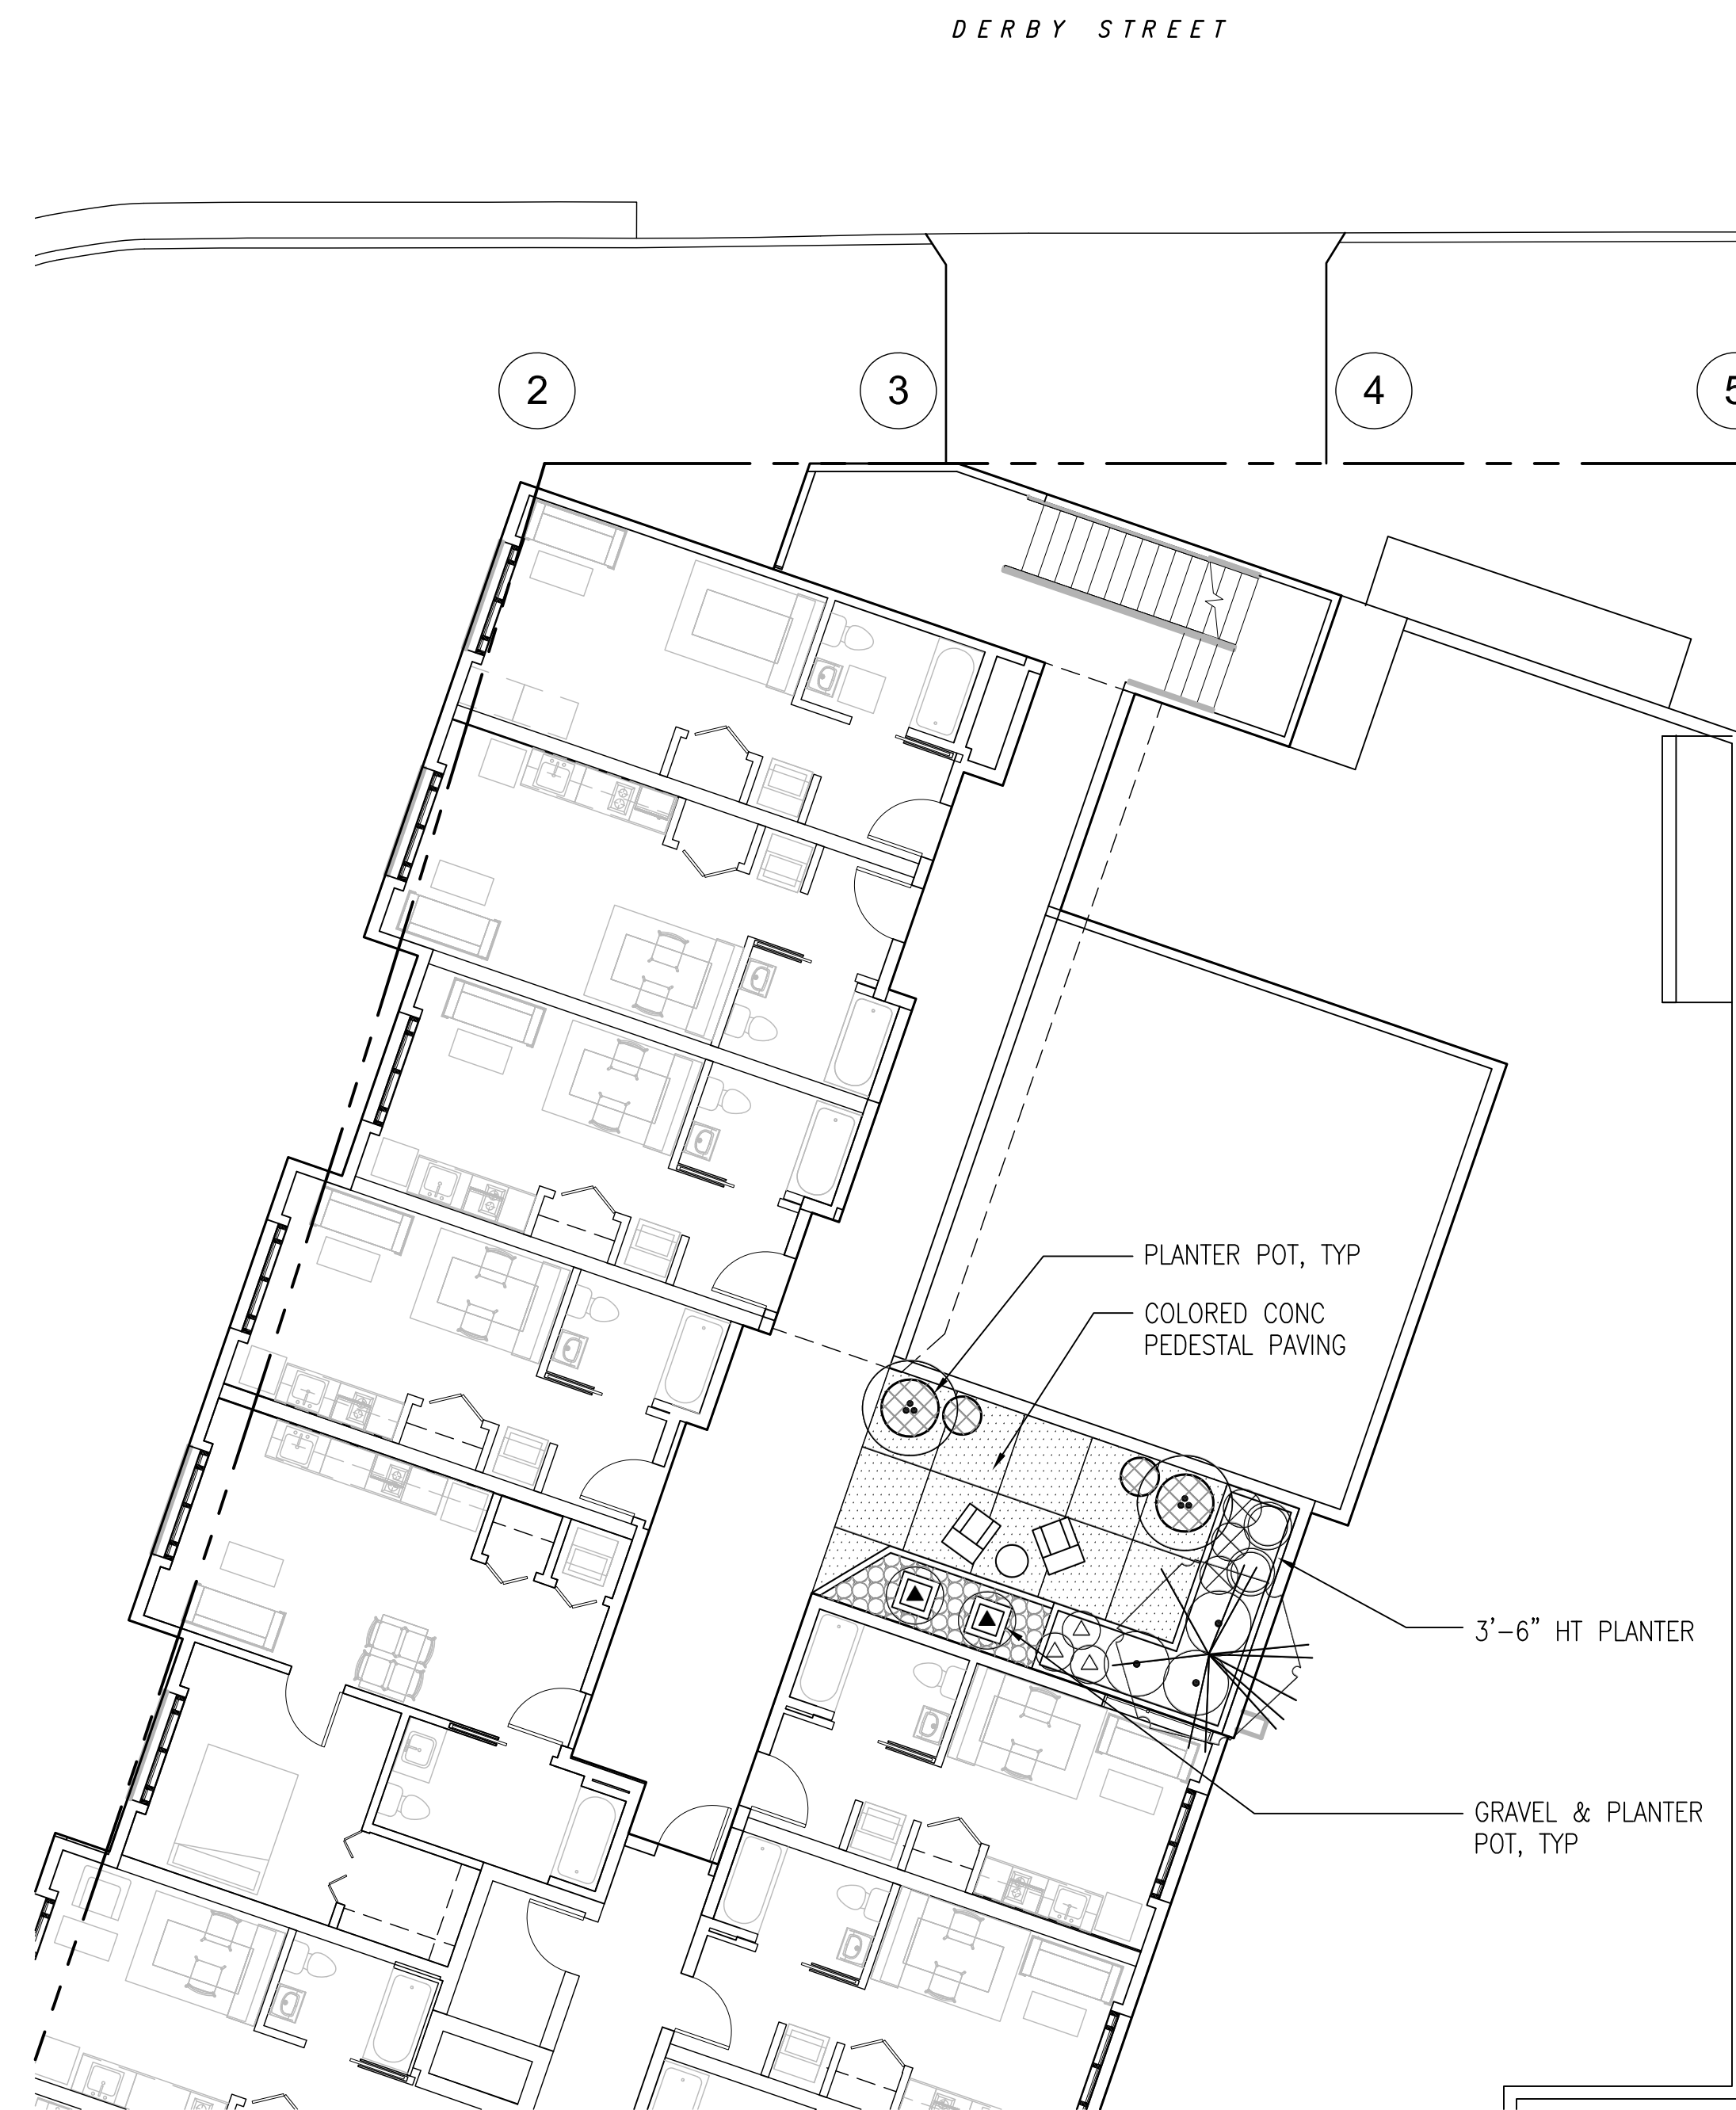 DERBY STREET
2
3
4
5
PLANTER POT, TYP
COLORED CONC
PEDESTAL PAVING
3'-6" HT PLANTER
GRAVEL & PLANTER
POT, TYP